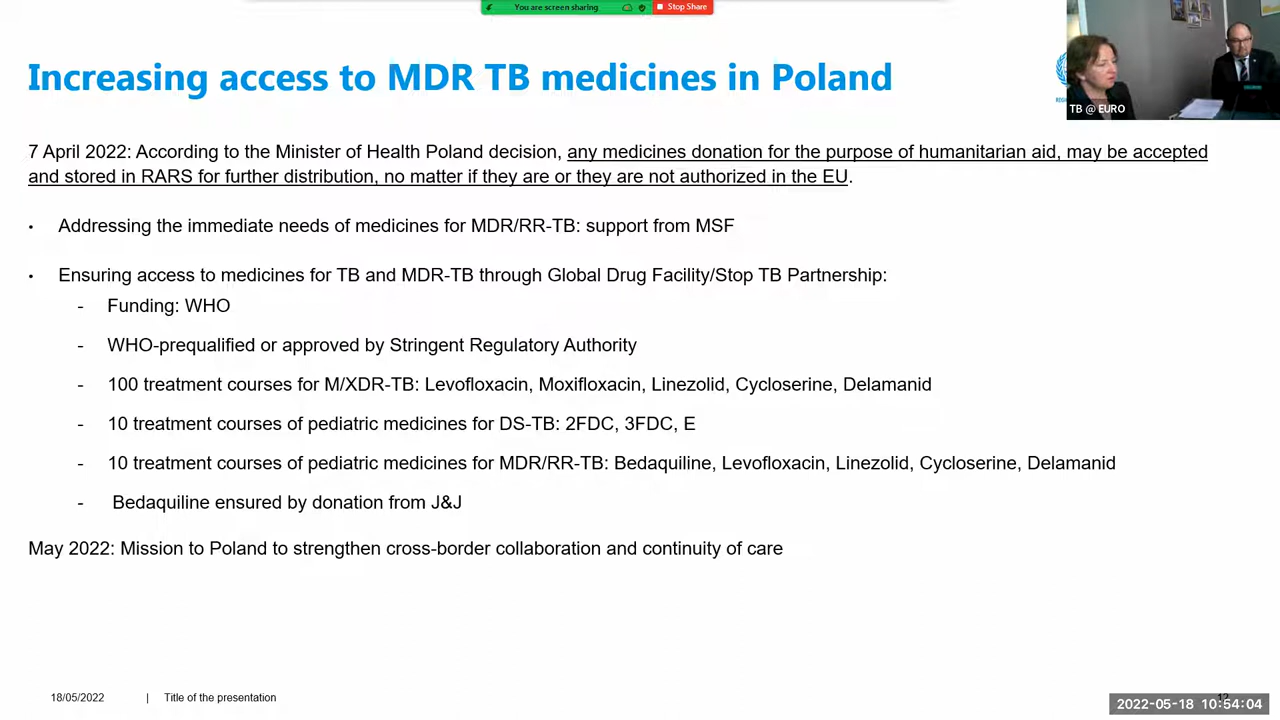 You are screen sharing
Stop Share
Increasing access to MDR TB medicines in Poland
TB @ EURO
7 April 2022: According to the Minister of Health Poland decision, any medicines donation for the purpose of humanitarian aid, may be accepted
and stored in RARS for further distribution, no matter if they are or they are not authorized in the EU.
• Addressing the immediate needs of medicines for MDR/RR-TB: support from MSF
• Ensuring access to medicines for TB and MDR-TB through Global Drug Facility/Stop TB Partnership:
- Funding: WHO
- WHO-prequalified or approved by Stringent Regulatory Authority
- 100 treatment courses for M/XDR-TB: Levofloxacin, Moxifloxacin, Linezolid, Cycloserine, Delamanid
- 10 treatment courses of pediatric medicines for DS-TB: 2FDC, 3FDC, E
- 10 treatment courses of pediatric medicines for MDR/RR-TB: Bedaquiline, Levofloxacin, Linezolid, Cycloserine, Delamanid
- Bedaquiline ensured by donation from J&J
May 2022: Mission to Poland to strengthen cross-border collaboration and continuity of care
18/05/2022 | Title of the presentation
2022-05-18 10:54:04